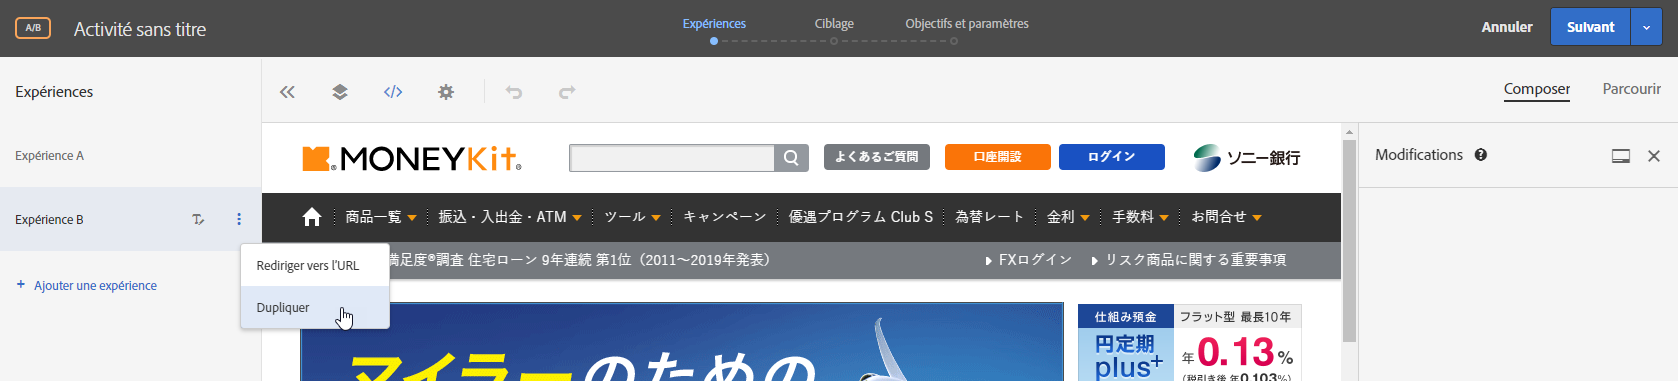 A/B
Activité sans titre
Expériences
Ciblage
Objectifs et paramètres
Annuler
Suivant
Expériences
Composer
Parcourir
Expérience A
Expérience B
Rediriger vers l'URL
Dupliquer
+ Ajouter une expérience
MONEYKit
よくあるご質問
口座開設
ログイン
ソニー銀行
商品一覧
振込・入出金・ATM
ツール
キャンペーン
優遇プログラム Club S
為替レート
金利
手数料
お問合せ
満足度®調査 住宅ローン 9年連続 第1位（2011～2019年発表）
FXログイン
リスク商品に関する重要事項
マイラーのための
仕組み預金
フラット型 最長10年
円定期
plus+
年0.13%
(税引き後 年0.103%)
Modifications